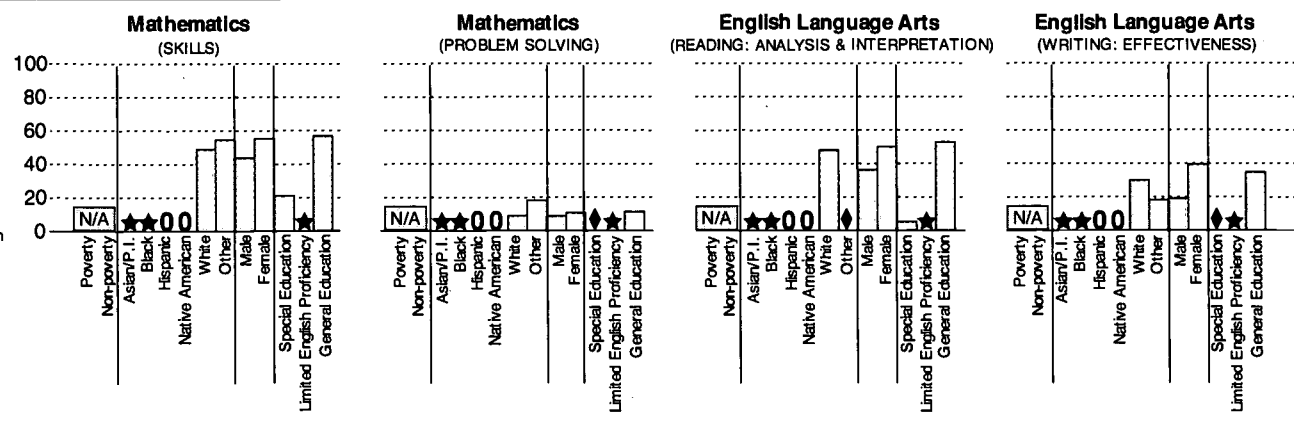 Mathematics
(SKILLS)
100
80
60
40
20
0
N/A
0 0
Poverty
Non-poverty
Asian/P.I.
Black
Hispanic
Native American
White
Other
Male
Female
Special Education
Limited English Proficiency
General Education
Mathematics
(PROBLEM SOLVING)
N/A
0 0
Poverty
Non-poverty
Asian/P.I.
Black
Hispanic
Native American
White
Other
Male
Female
Special Education
Limited English Proficiency
General Education
English Language Arts
(READING: ANALYSIS & INTERPRETATION)
N/A
0 0
Poverty
Non-poverty
Asian/P.I.
Black
Hispanic
Native American
White
Other
Male
Female
Special Education
Limited English Proficiency
General Education
English Language Arts
(WRITING: EFFECTIVENESS)
N/A
0 0
Poverty
Non-poverty
Asian/P.I.
Black
Hispanic
Native American
White
Other
Male
Female
Special Education
Limited English Proficiency
General Education